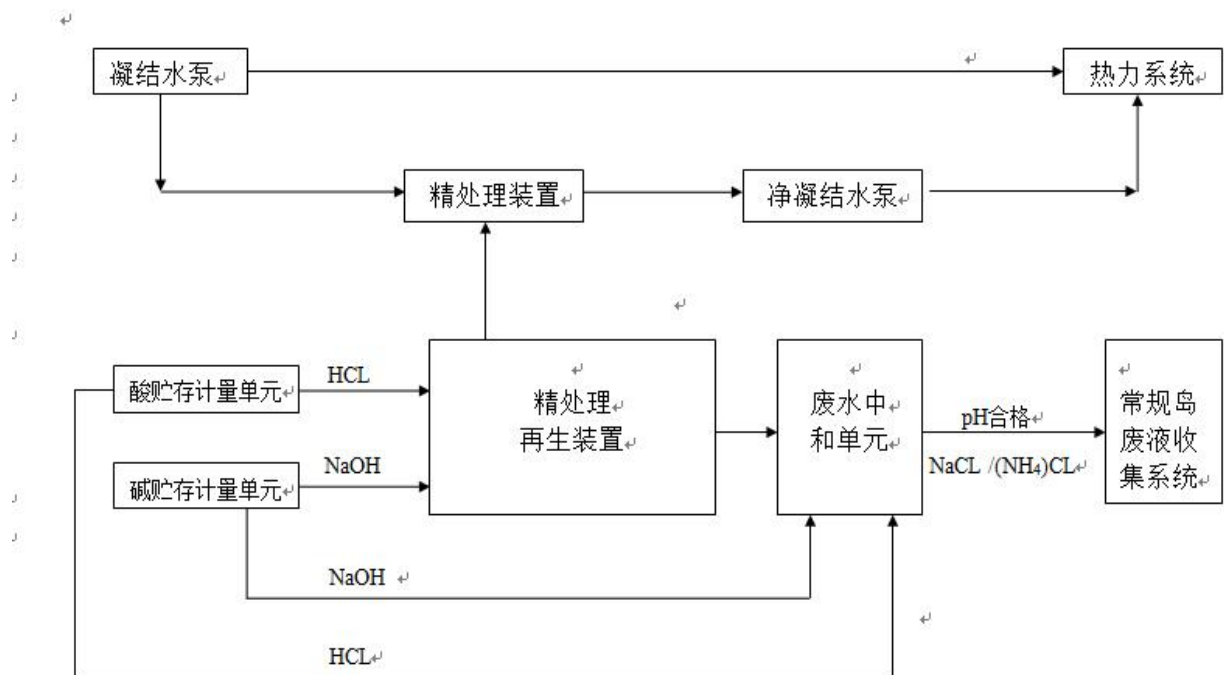 凝结水泵
热力系统
精处理装置
净凝结水泵
酸贮存计量单元
HCL
精处理
再生装置
废水中
和单元
pH合格
NaCL /(NH₄)CL
常规岛
废液收
集系统
碱贮存计量单元
NaOH
NaOH
HCL